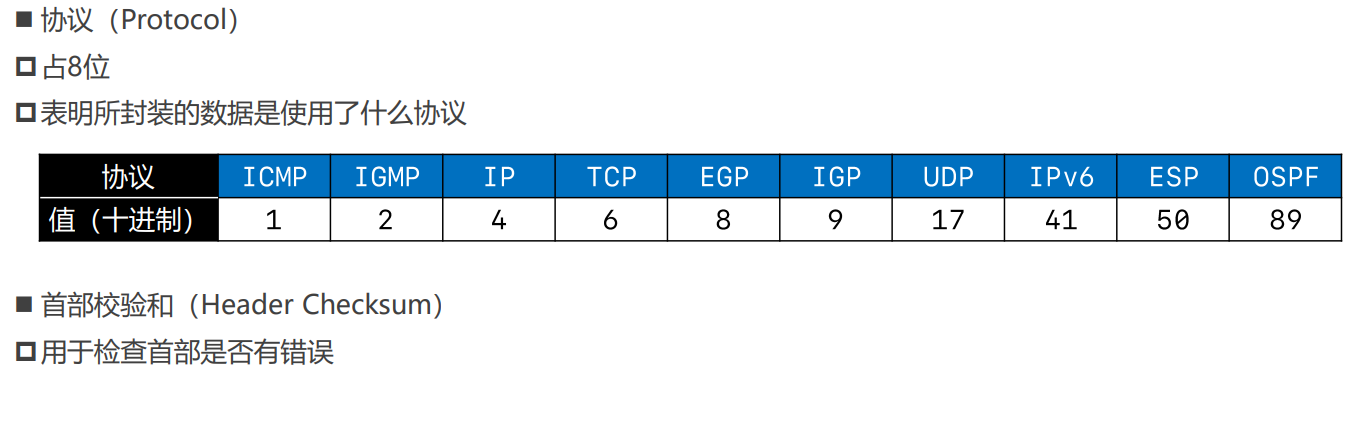 ■ 协议（Protocol）
占8位
表明所封装的数据是使用了什么协议
协议 ICMP IGMP IP TCP EGP IGP UDP IPv6 ESP OSPF
值（十进制） 1 2 4 6 8 9 17 41 50 89
■ 首部校验和（Header Checksum）
用于检查首部是否有错误